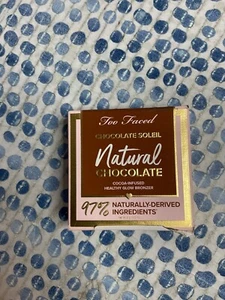 Too Faced
CHOCOLATE SOLEIL
Natural
CHOCOLATE
COCOA-INFUSED
HEALTHY GLOW BRONZER
97% NATURALLY-DERIVED
INGREDIENTS